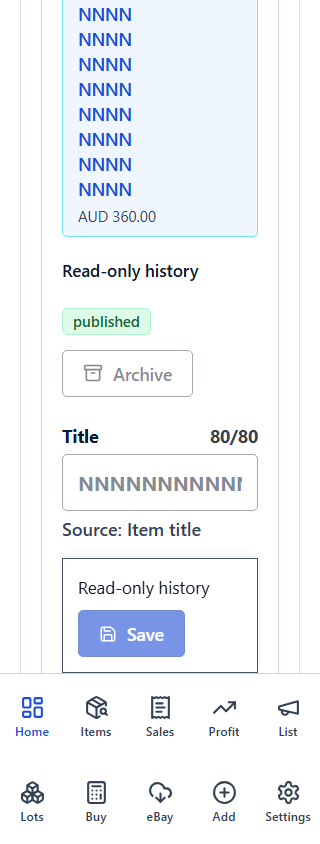 NNNN
NNNN
NNNN
NNNN
NNNN
NNNN
NNNN
NNNN
AUD 360.00
Read-only history
published
Archive
Title 80/80
NNNNNNNNNNN
Source: Item title
Read-only history
Save
Home Items Sales Profit List
Lots Buy eBay Add Settings